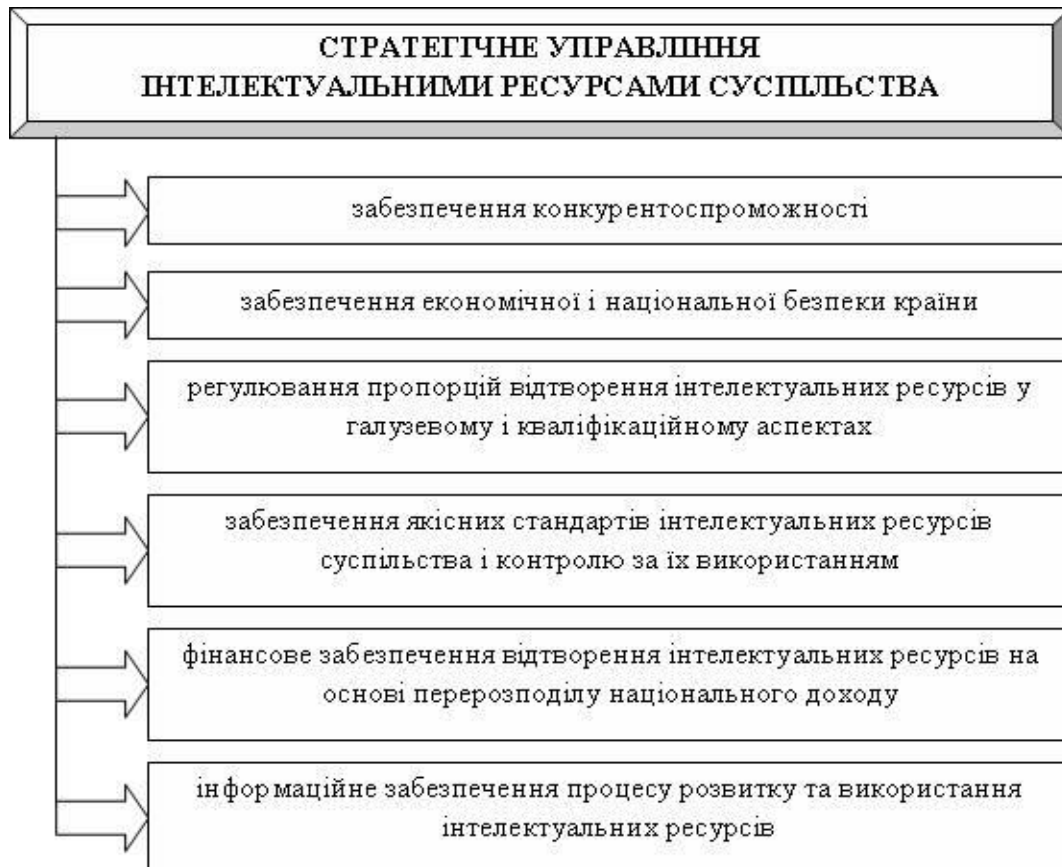 СТРАТЕГІЧНЕ УПРАВЛІННЯ
ІНТЕЛЕКТУАЛЬНИМИ РЕСУРСАМИ СУСПІЛЬСТВА
забезпечення конкурентоспроможності
забезпечення економічної і національної безпеки країни
регулювання пропорцій відтворення інтелектуальних ресурсів у
галузевому і кваліфікаційному аспектах
забезпечення якісних стандартів інтелектуальних ресурсів
суспільства і контролю за їх використанням
фінансове забезпечення відтворення інтелектуальних ресурсів на
основі перерозподілу національного доходу
інформаційне забезпечення процесу розвитку та використання
інтелектуальних ресурсів